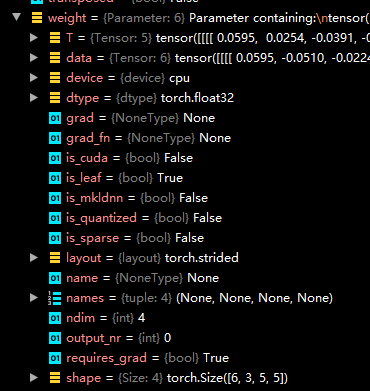 transposed = {bool} False
weight = {Parameter: 6} Parameter containing:\ntensor(
T = {Tensor: 5} tensor([[[[ 0.0595, 0.0254, -0.0391, -0
data = {Tensor: 6} tensor([[[[ 0.0595, -0.0510, -0.0224
device = {device} cpu
dtype = {dtype} torch.float32
01 grad = {NoneType} None
01 grad_fn = {NoneType} None
01 is_cuda = {bool} False
01 is_leaf = {bool} True
01 is_mkldnn = {bool} False
01 is_quantized = {bool} False
01 is_sparse = {bool} False
layout = {layout} torch.strided
01 name = {NoneType} None
names = {tuple: 4} (None, None, None, None)
01 ndim = {int} 4
01 output_nr = {int} 0
01 requires_grad = {bool} True
shape = {Size: 4} torch.Size([6, 3, 5, 5])